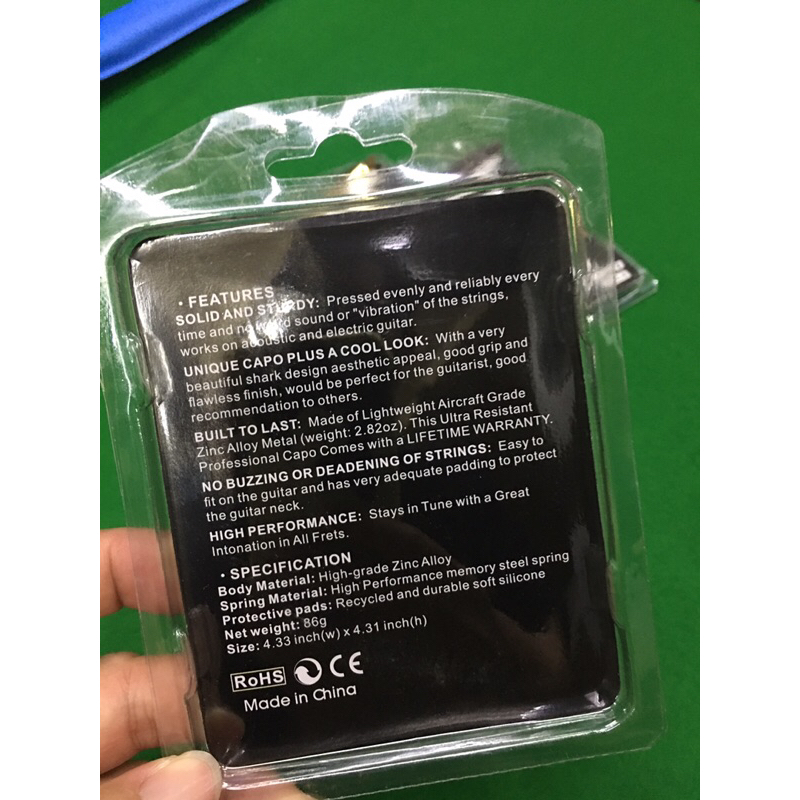 • FEATURES
SOLID AND STURDY: Pressed evenly and reliably every
time and no weird sound or "vibration" of the strings,
works on acoustic and electric guitar.
UNIQUE CAPO PLUS A COOL LOOK: With a very
beautiful shark design aesthetic appeal, good grip and
flawless finish, would be perfect for the guitarist, good
recommendation to others.
BUILT TO LAST: Made of Lightweight Aircraft Grade
Zinc Alloy Metal (weight: 2.82oz). This Ultra Resistant
Professional Capo Comes with a LIFETIME WARRANTY.
NO BUZZING OR DEADENING OF STRINGS: Easy to
fit on the guitar and has very adequate padding to protect
the guitar neck.
HIGH PERFORMANCE: Stays in Tune with a Great
Intonation in All Frets.
• SPECIFICATION
Body Material: High-grade Zinc Alloy
Spring Material: High Performance memory steel spring
Protective pads: Recycled and durable soft silicone
Net weight: 86g
Size: 4.33 inch(w) x 4.31 inch(h)
RoHS CE
Made in China